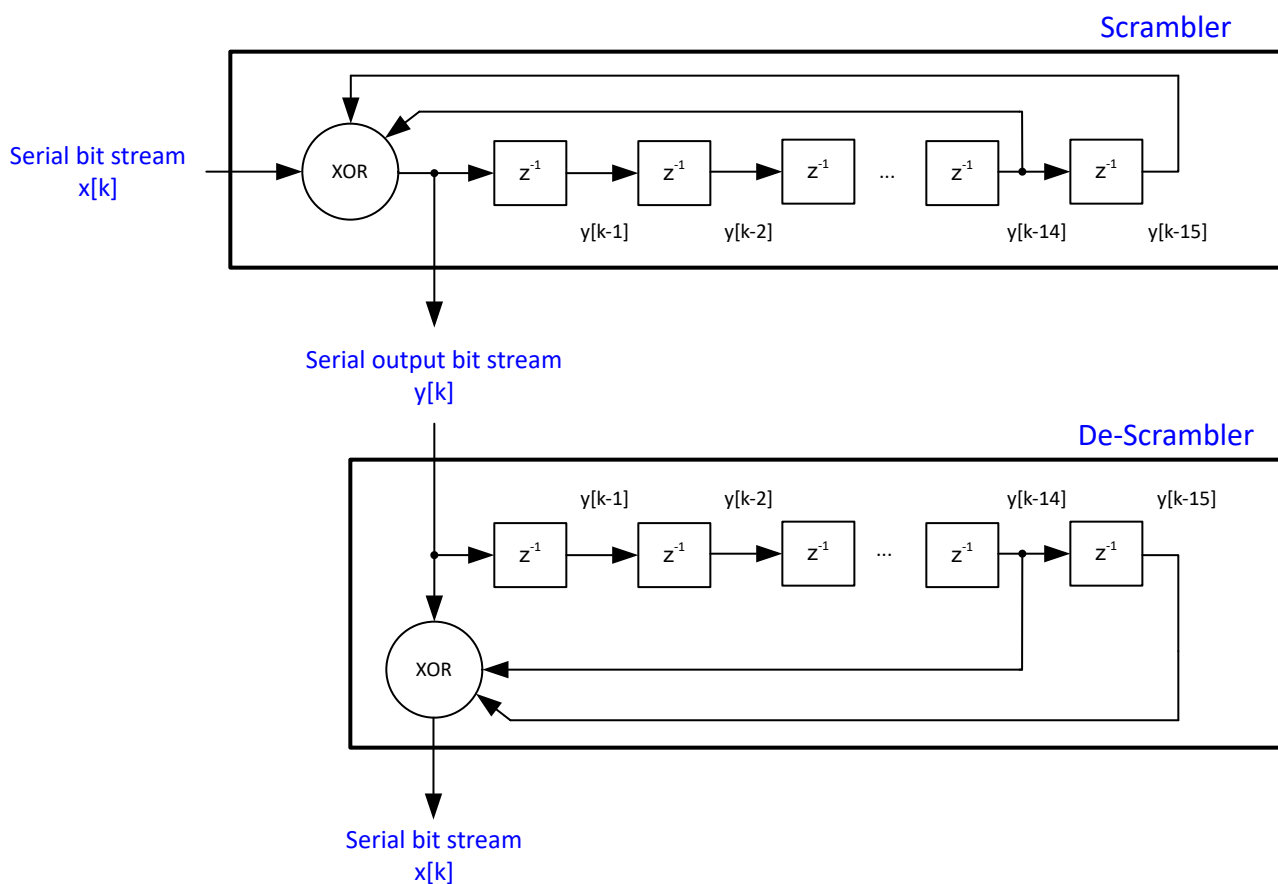 Scrambler
Serial bit stream
x[k]
XOR
z⁻¹
z⁻¹
z⁻¹
...
z⁻¹
z⁻¹
y[k-1]
y[k-2]
y[k-14]
y[k-15]
Serial output bit stream
y[k]
De-Scrambler
y[k-1]
y[k-2]
y[k-14]
y[k-15]
z⁻¹
z⁻¹
z⁻¹
...
z⁻¹
z⁻¹
XOR
Serial bit stream
x[k]